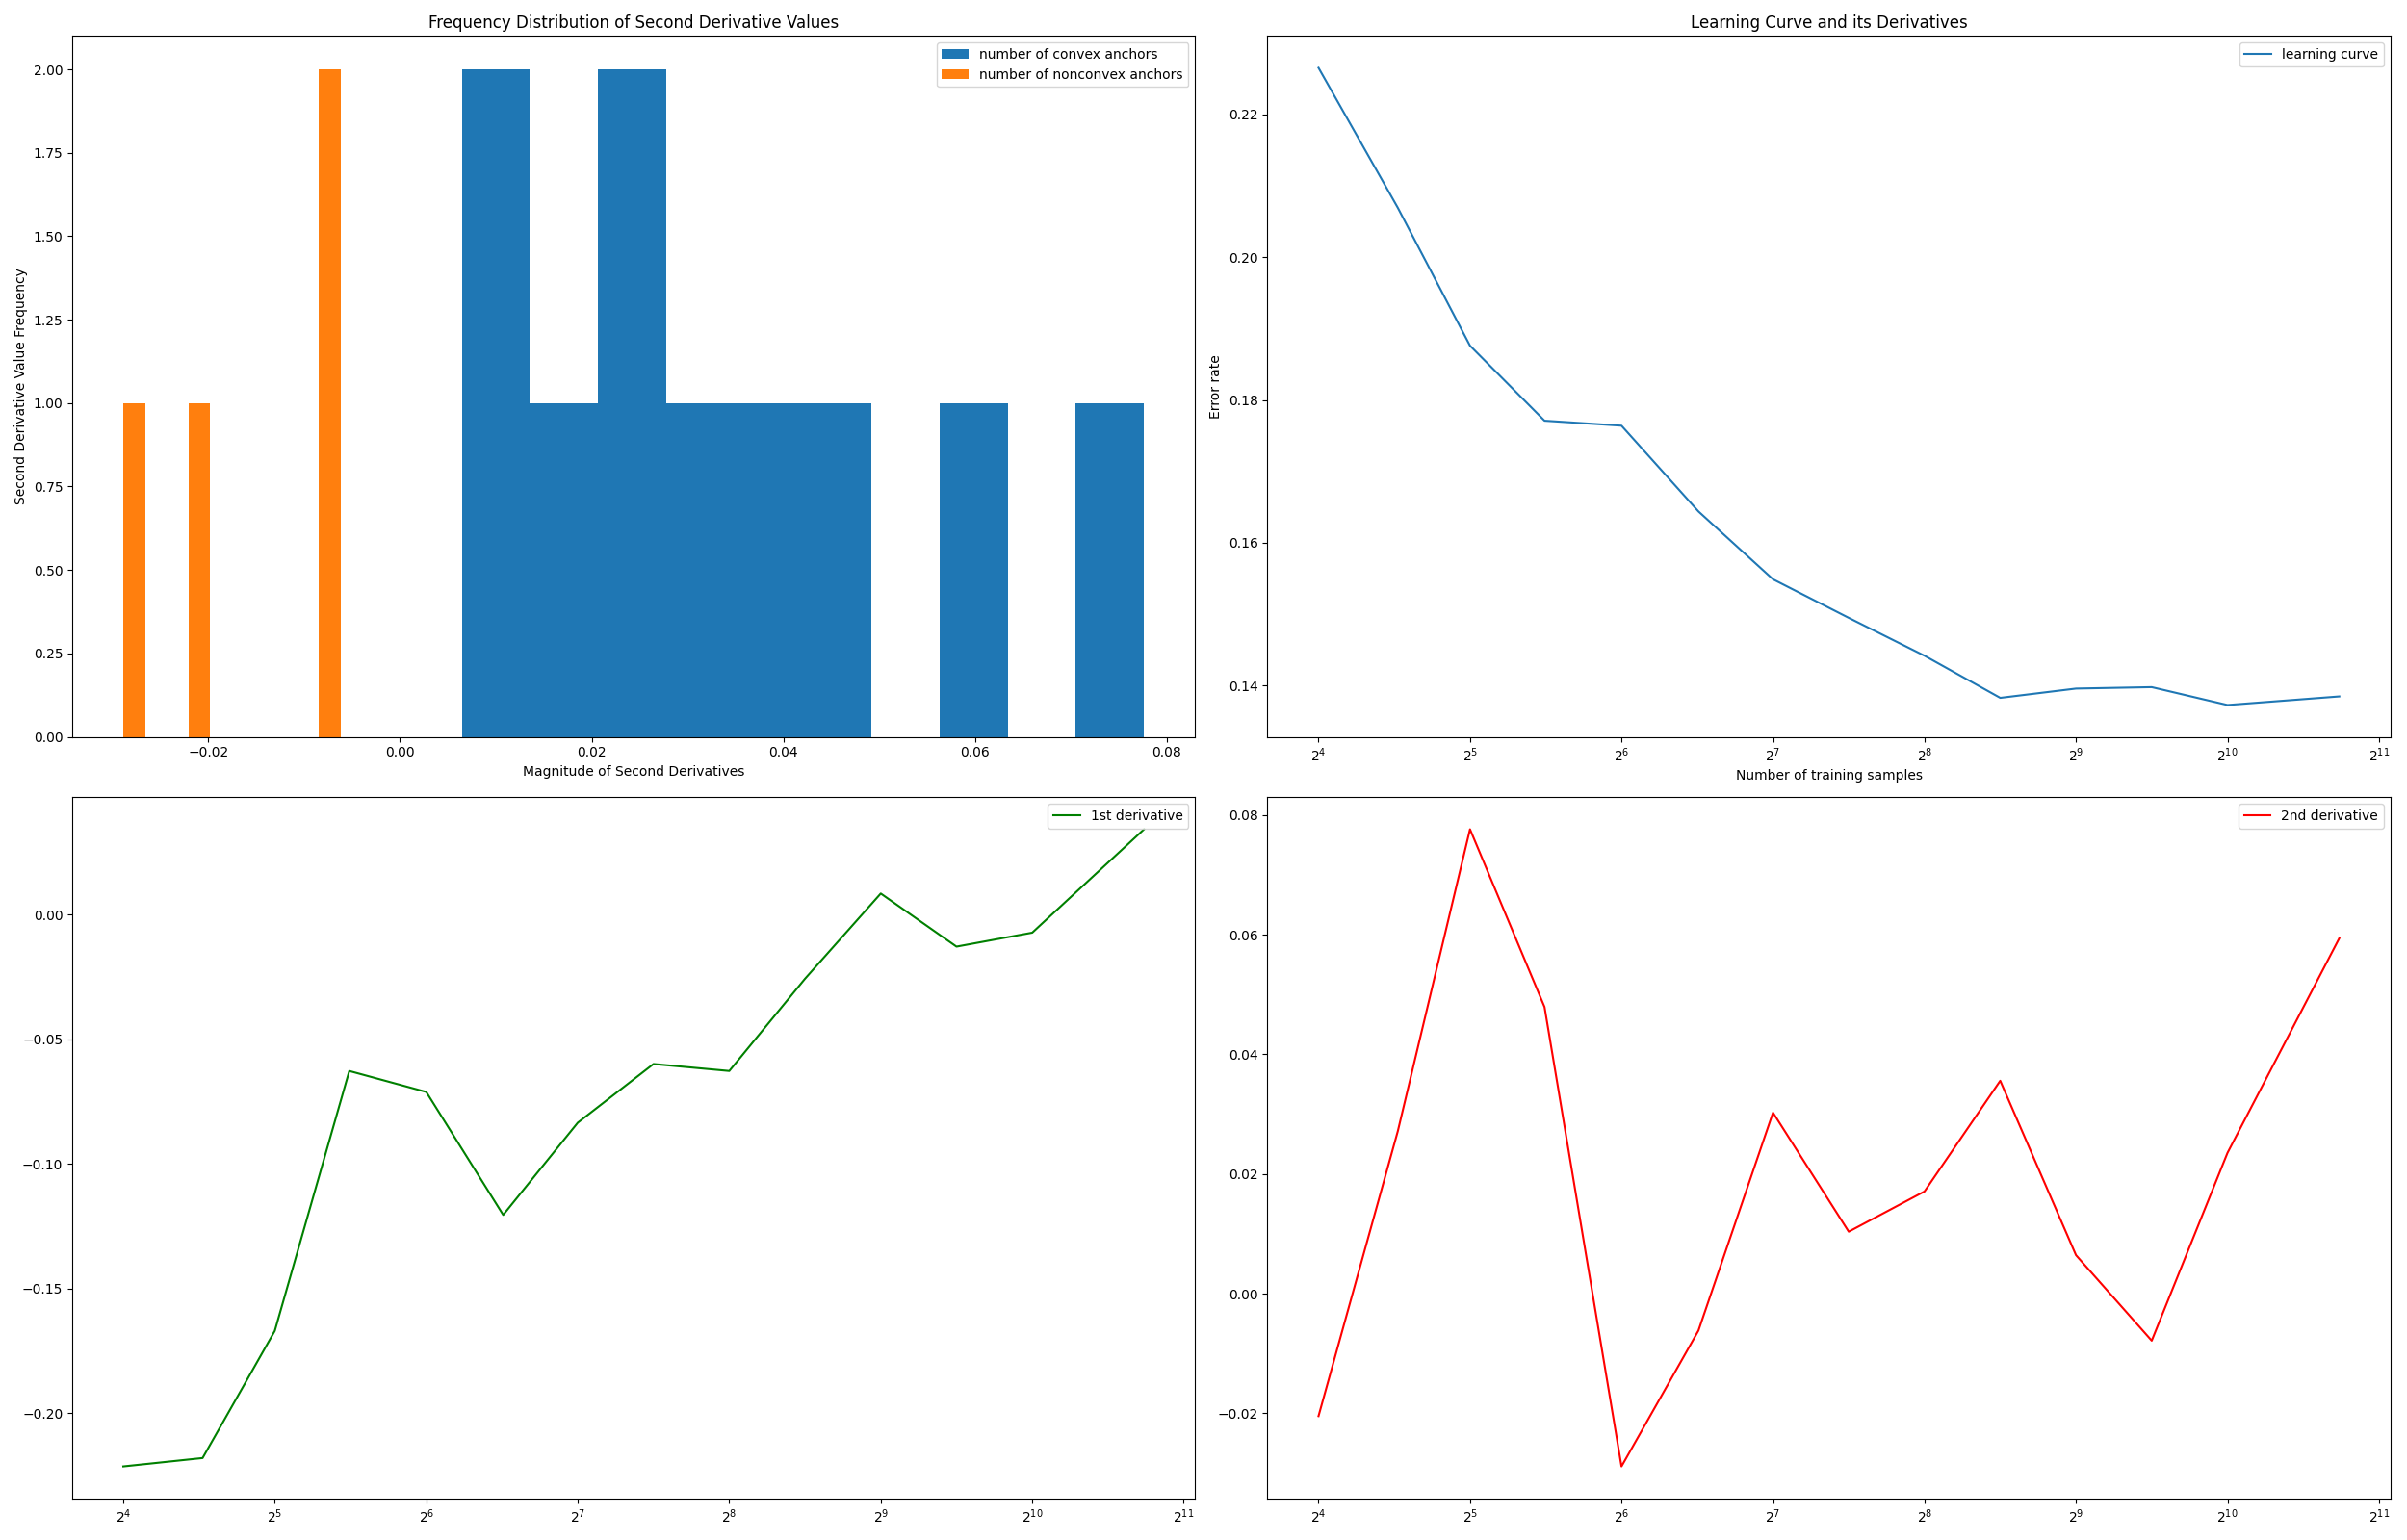 Frequency Distribution of Second Derivative Values
number of convex anchors
number of nonconvex anchors
2.00
1.75
1.50
1.25
1.00
0.75
0.50
0.25
0.00
Second Derivative Value Frequency
−0.02 0.00 0.02 0.04 0.06 0.08
Magnitude of Second Derivatives
Learning Curve and its Derivatives
learning curve
0.22
0.20
0.18
0.16
0.14
Error rate
2⁴ 2⁵ 2⁶ 2⁷ 2⁸ 2⁹ 2¹⁰ 2¹¹
Number of training samples
1st derivative
0.00
−0.05
−0.10
−0.15
−0.20
2⁴ 2⁵ 2⁶ 2⁷ 2⁸ 2⁹ 2¹⁰ 2¹¹
2nd derivative
0.08
0.06
0.04
0.02
0.00
−0.02
2⁴ 2⁵ 2⁶ 2⁷ 2⁸ 2⁹ 2¹⁰ 2¹¹